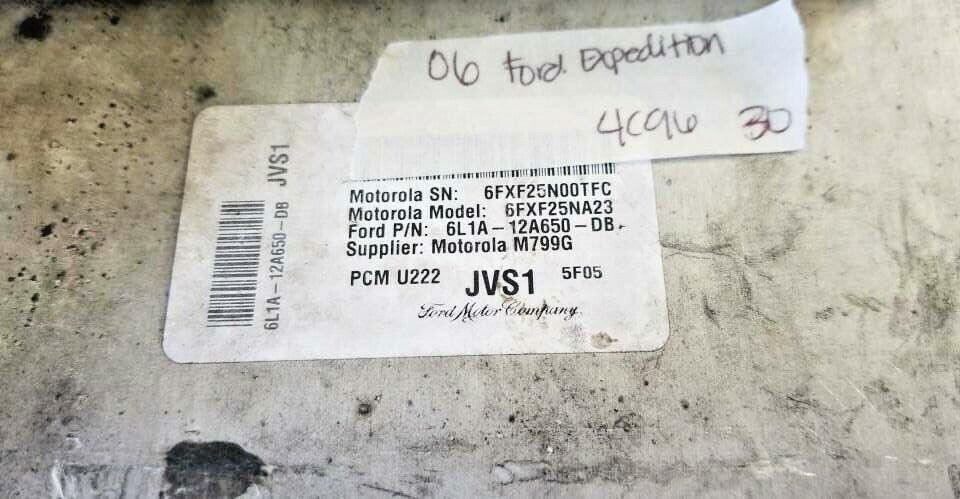 06 Ford Expedition
4C96 30
JVS1
6L1A-12A650-DB
Motorola SN: 6FXF25N00TFC
Motorola Model: 6FXF25NA23
Ford P/N: 6L1A-12A650-DB
Supplier: Motorola M799G
PCM U222 JVS1 5F05
Ford Motor Company